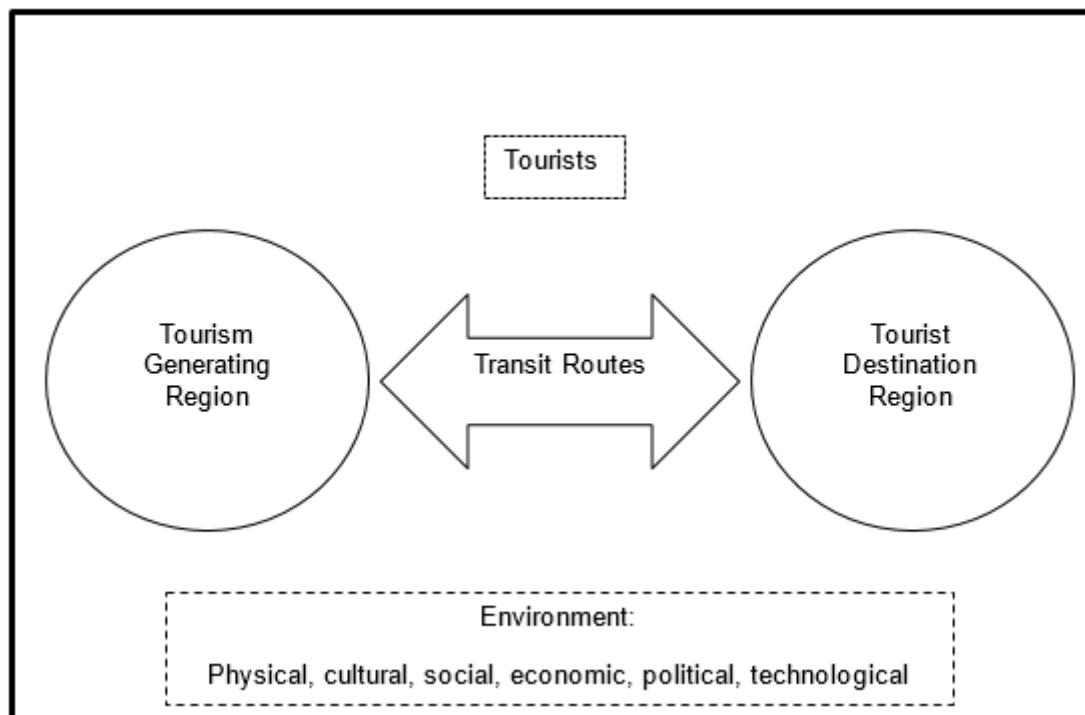 Tourists
Tourism
Generating
Region
Transit Routes
Tourist
Destination
Region
Environment:
Physical, cultural, social, economic, political, technological